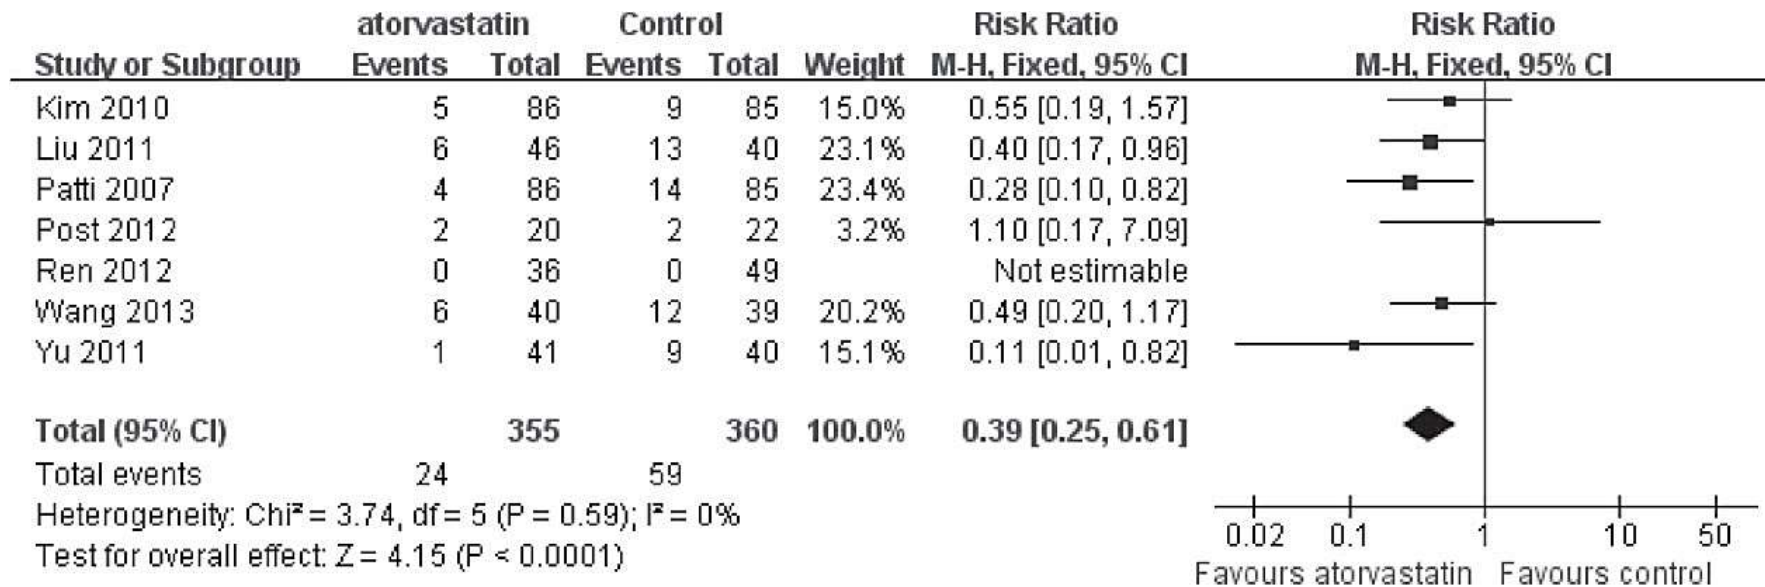 atorvastatin Control Risk Ratio Risk Ratio
Study or Subgroup Events Total Events Total Weight M-H, Fixed, 95% CI M-H, Fixed, 95% CI
Kim 2010 5 86 9 85 15.0% 0.55 [0.19, 1.57]
Liu 2011 6 46 13 40 23.1% 0.40 [0.17, 0.96]
Patti 2007 4 86 14 85 23.4% 0.28 [0.10, 0.82]
Post 2012 2 20 2 22 3.2% 1.10 [0.17, 7.09]
Ren 2012 0 36 0 49 Not estimable
Wang 2013 6 40 12 39 20.2% 0.49 [0.20, 1.17]
Yu 2011 1 41 9 40 15.1% 0.11 [0.01, 0.82]
Total (95% CI) 355 360 100.0% 0.39 [0.25, 0.61]
Total events 24 59
Heterogeneity: Chi² = 3.74, df = 5 (P = 0.59); I² = 0%
Test for overall effect: Z = 4.15 (P < 0.0001)
0.02 0.1 1 10 50
Favours atorvastatin Favours control